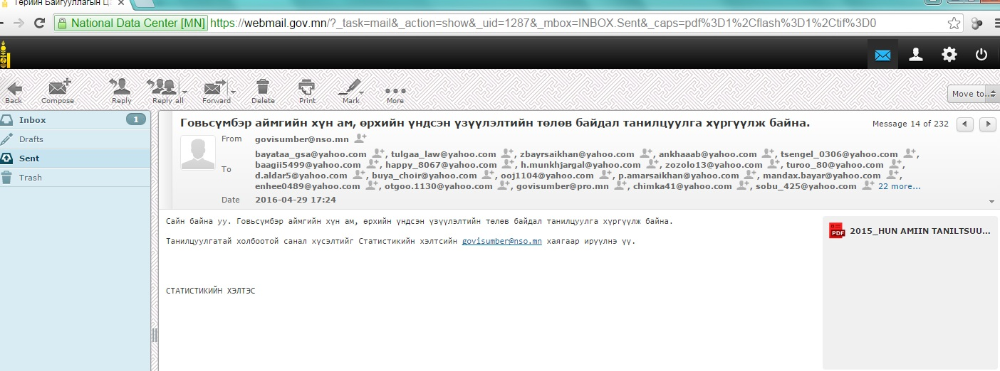 Төрийн Байгууллагын Ц
National Data Center [MN] https://webmail.gov.mn/?_task=mail&_action=show&_uid=1287&_mbox=INBOX.Sent&_caps=pdf%3D1%2Cflash%3D1%2Ctif%3D0
Back Compose Reply Reply all Forward Delete Print Mark More Move to...
Inbox 1
Drafts
Sent
Trash
Говьсүмбэр аймгийн хүн ам, өрхийн үндсэн үзүүлэлтийн төлөв байдал танилцуулга хүргүүлж байна. Message 14 of 232
From govisumber@nso.mn
To bayataa_gsa@yahoo.com, tulgaa_law@yahoo.com, zbayrsaikhan@yahoo.com, ankhaaab@yahoo.com, tsengel_0306@yahoo.com,
baagii5499@yahoo.com, happy_8067@yahoo.com, h.munkhjargal@yahoo.com, zozolo13@yahoo.com, turoo_80@yahoo.com,
d.aldar5@yahoo.com, buya_choir@yahoo.com, ooj1104@yahoo.com, p.amarsaikhan@yahoo.com, mandax.bayar@yahoo.com,
enhee0489@yahoo.com, otgoo.1130@yahoo.com, govisumber@pro.mn, chimka41@yahoo.com, sobu_425@yahoo.com 22 more...
Date 2016-04-29 17:24
Сайн байна уу. Говьсүмбэр аймгийн хүн ам, өрхийн үндсэн үзүүлэлтийн төлөв байдал танилцуулга хүргүүлж байна.
Танилцуулгатай холбоотой санал хүсэлтийг Статистикийн хэлтсийн govisumber@nso.mn хаягаар ирүүлнэ үү.
СТАТИСТИКИЙН ХЭЛТЭС
PDF 2015_HUN AMIIN TANILTSUU...